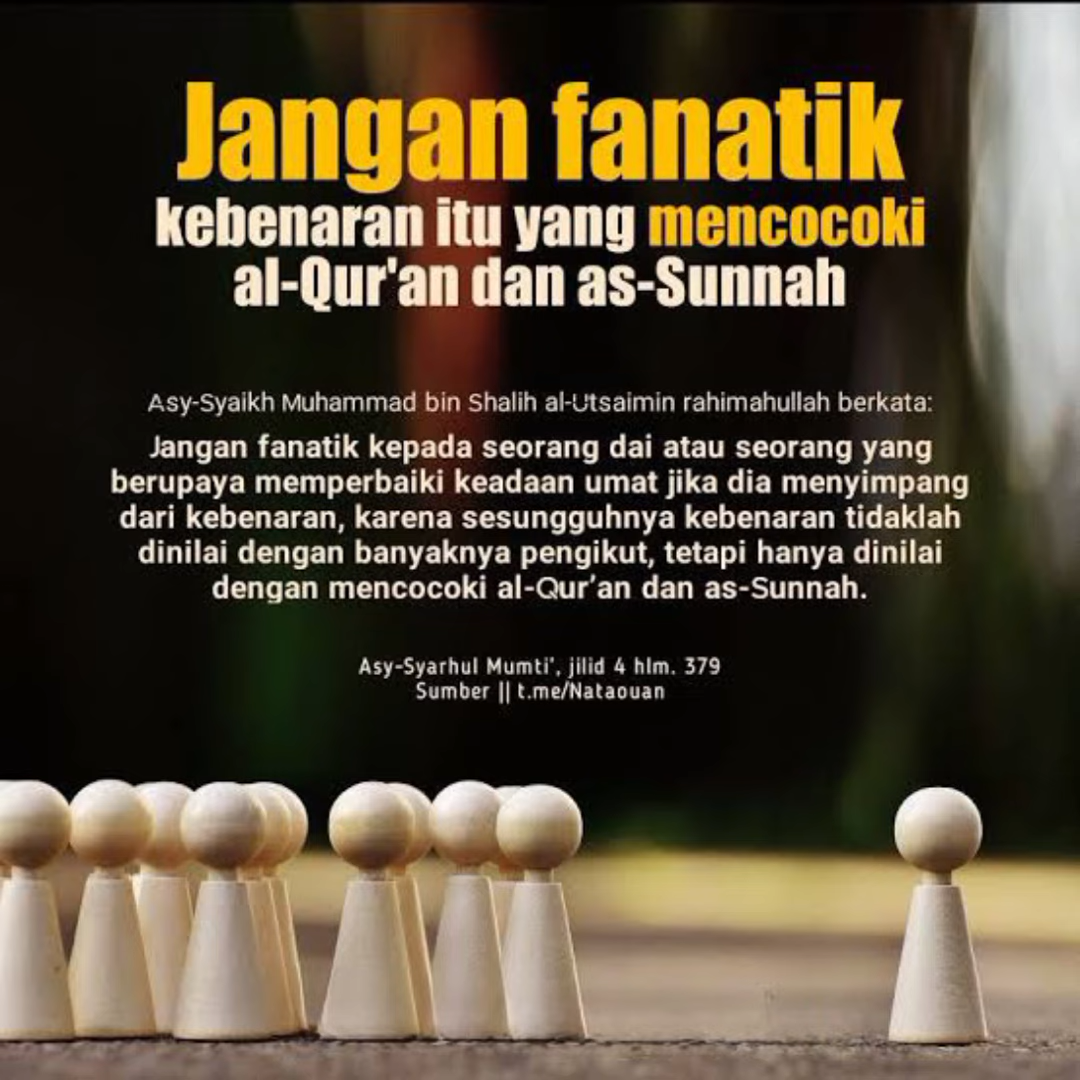 Jangan fanatik
kebenaran itu yang mencocoki
al-Qur'an dan as-Sunnah
Asy-Syaikh Muhammad bin Shalih al-Utsaimin rahimahullah berkata:
Jangan fanatik kepada seorang dai atau seorang yang
berupaya memperbaiki keadaan umat jika dia menyimpang
dari kebenaran, karena sesungguhnya kebenaran tidaklah
dinilai dengan banyaknya pengikut, tetapi hanya dinilai
dengan mencocoki al-Qur’an dan as-Sunnah.
Asy-Syarhul Mumti', jilid 4 hlm. 379
Sumber || t.me/Nataouan